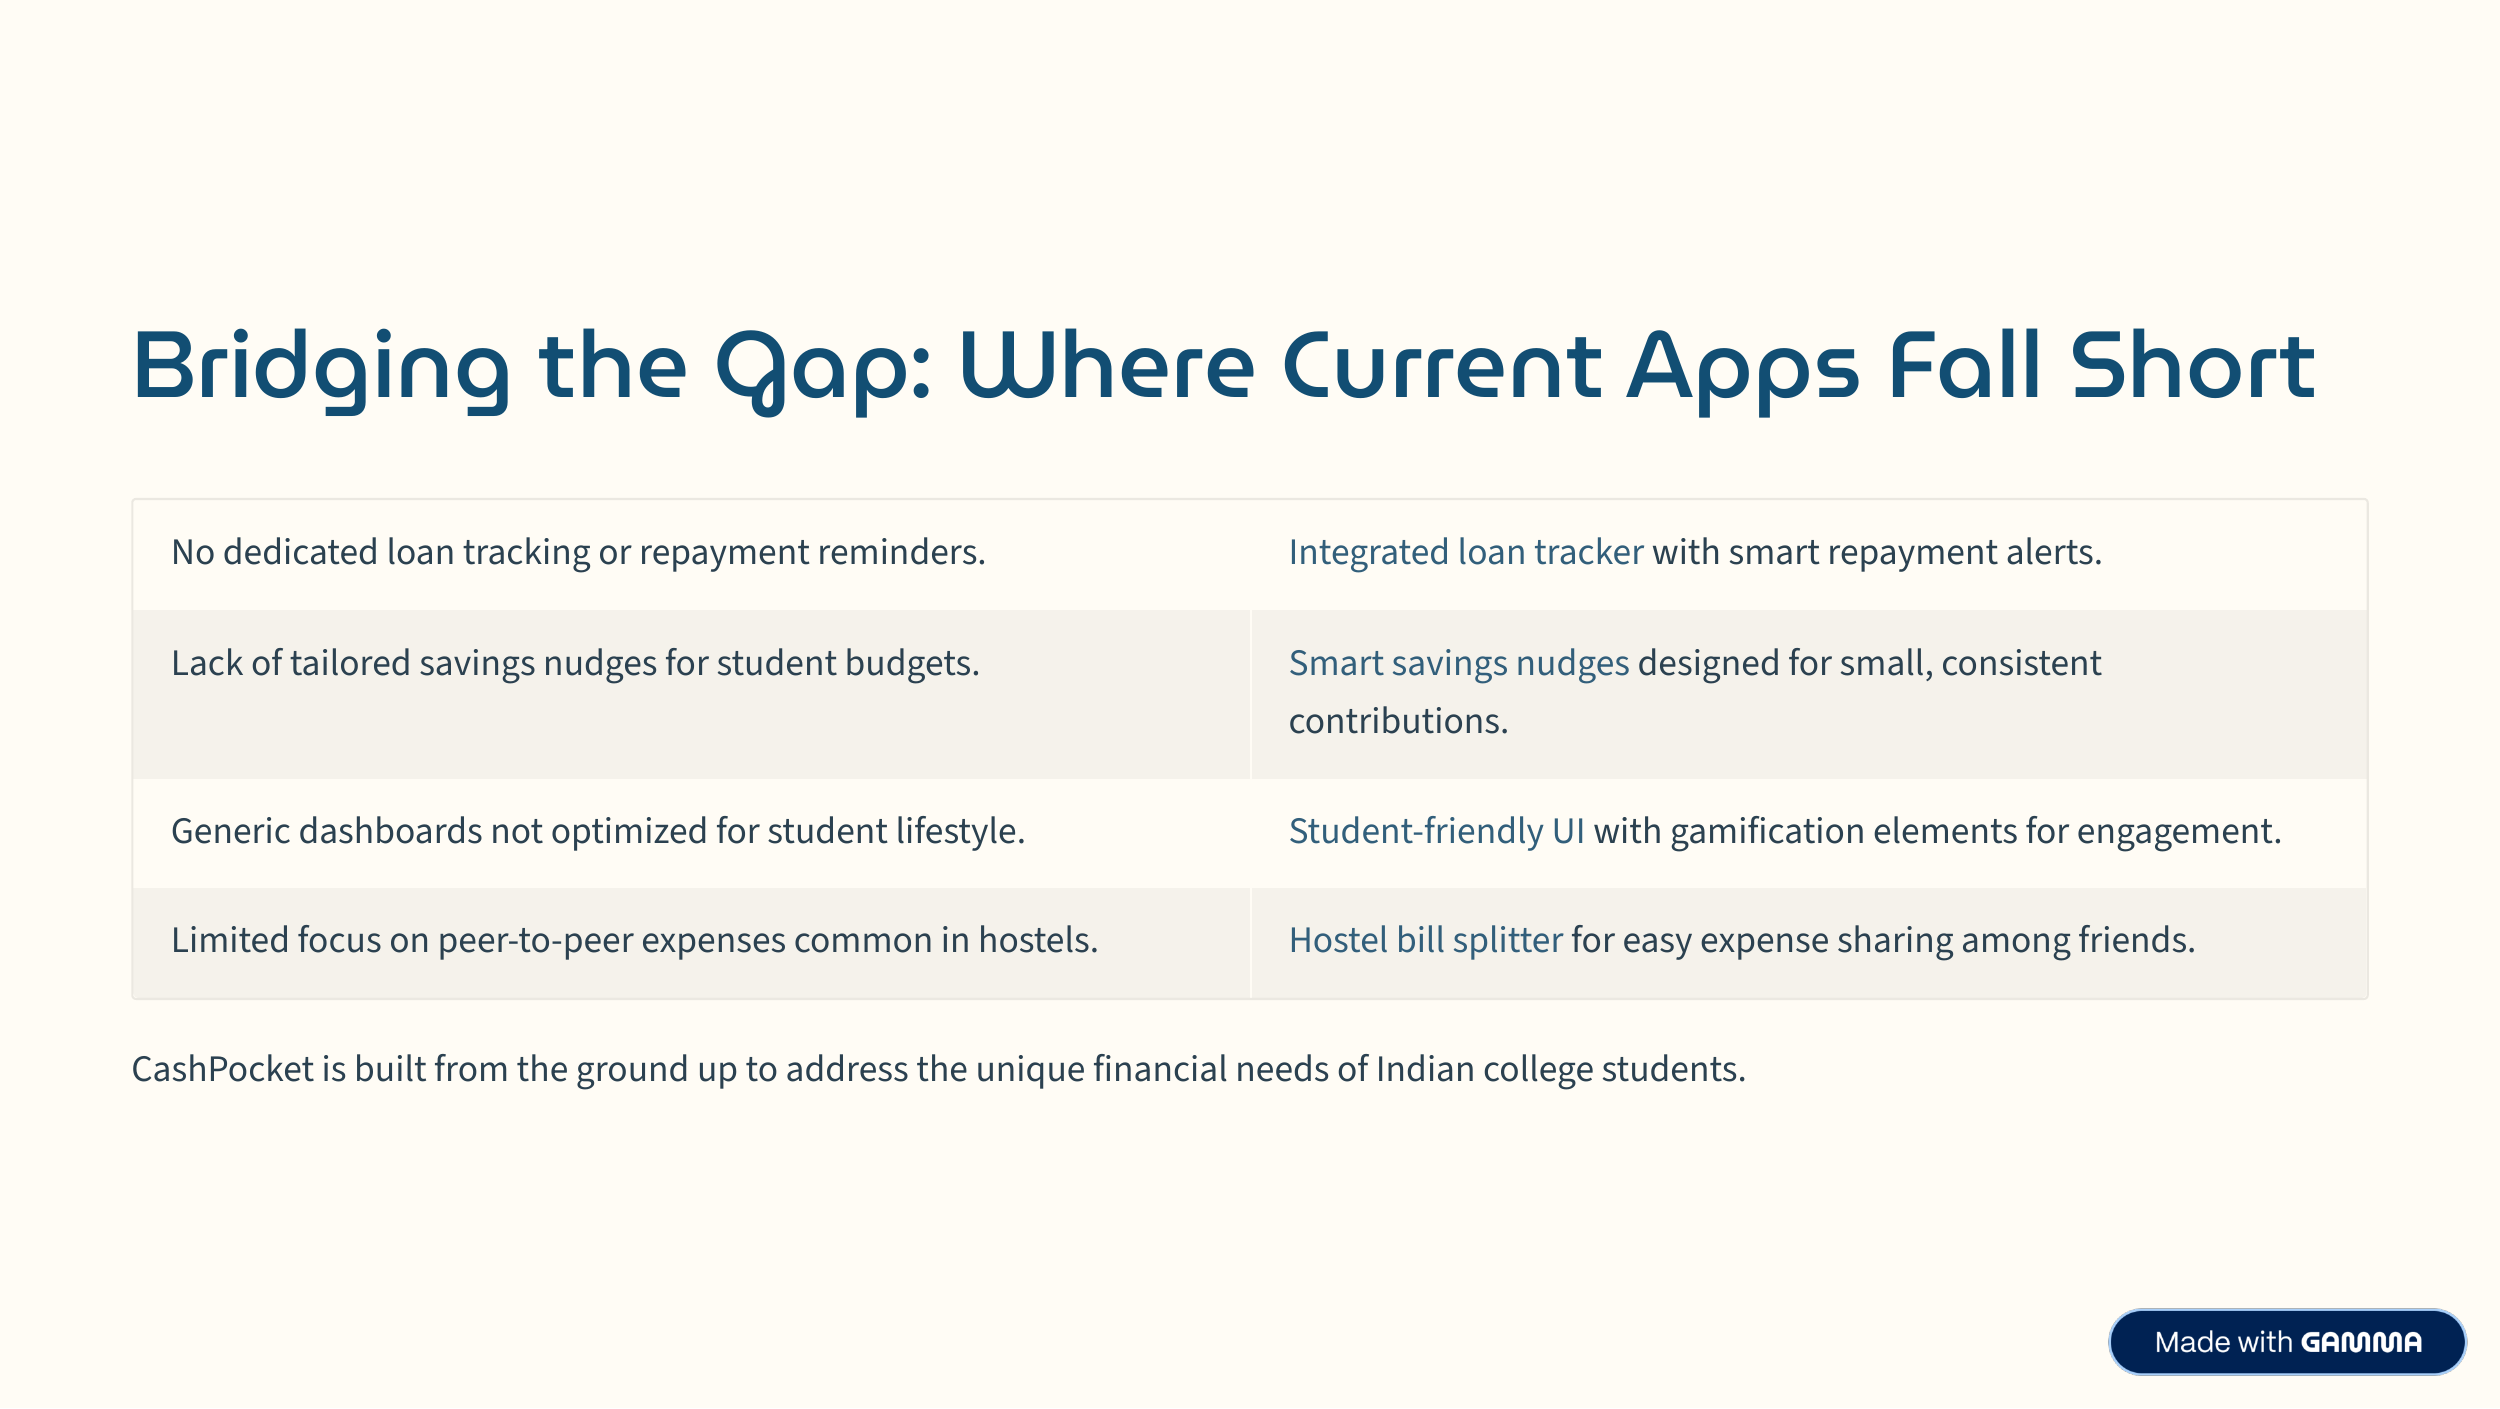 Bridging the Gap: Where Current Apps Fall Short
No dedicated loan tracking or repayment reminders.
Integrated loan tracker with smart repayment alerts.
Lack of tailored savings nudges for student budgets.
Smart savings nudges designed for small, consistent
contributions.
Generic dashboards not optimized for student lifestyle.
Student-friendly UI with gamification elements for engagement.
Limited focus on peer-to-peer expenses common in hostels.
Hostel bill splitter for easy expense sharing among friends.
CashPocket is built from the ground up to address the unique financial needs of Indian college students.
Made with GAMMA